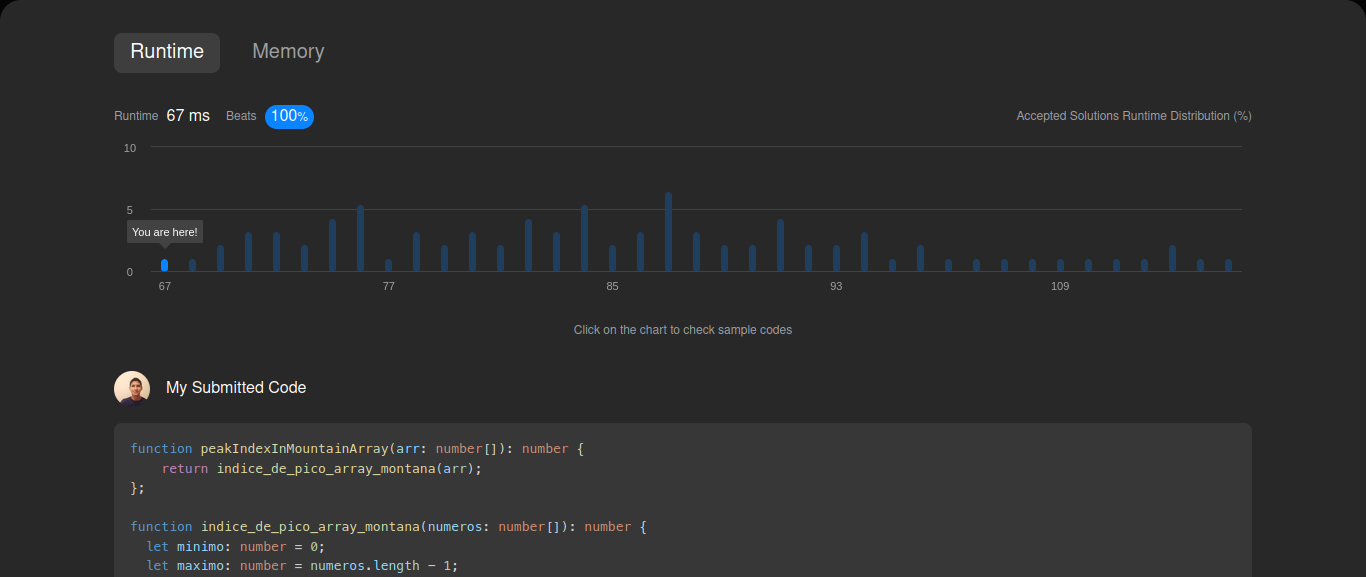 Runtime Memory
Runtime 67 ms Beats 100% Accepted Solutions Runtime Distribution (%)
10
5
You are here!
0
67 77 85 93 109
Click on the chart to check sample codes
My Submitted Code
function peakIndexInMountainArray(arr: number[]): number {
    return indice_de_pico_array_montana(arr);
};

function indice_de_pico_array_montana(numeros: number[]): number {
  let minimo: number = 0;
  let maximo: number = numeros.length - 1;